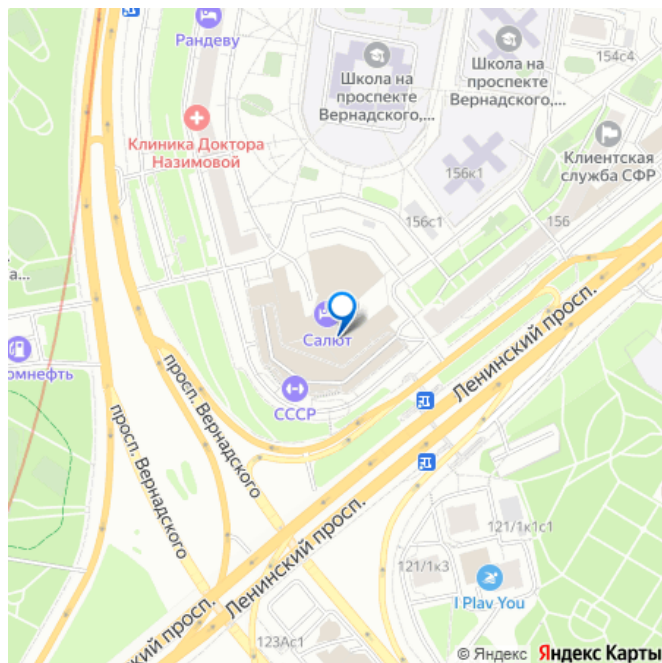 Рандеву
Школа на
проспекте
Вернадского,...
Школа на
проспекте
Вернадского,...
154с4
Клиника Доктора
Назимовой
Клиентская
служба СФР
156к1
156с1
156
а...
Салют
Ленинский просп.
омнефть
СССР
просп. Вернадского
просп. Вернадского
Ленинский просп.
121/1к1с1
121/1к3
I Play You
кий просп.
123Ас1
© Яндекс Яндекс Карты